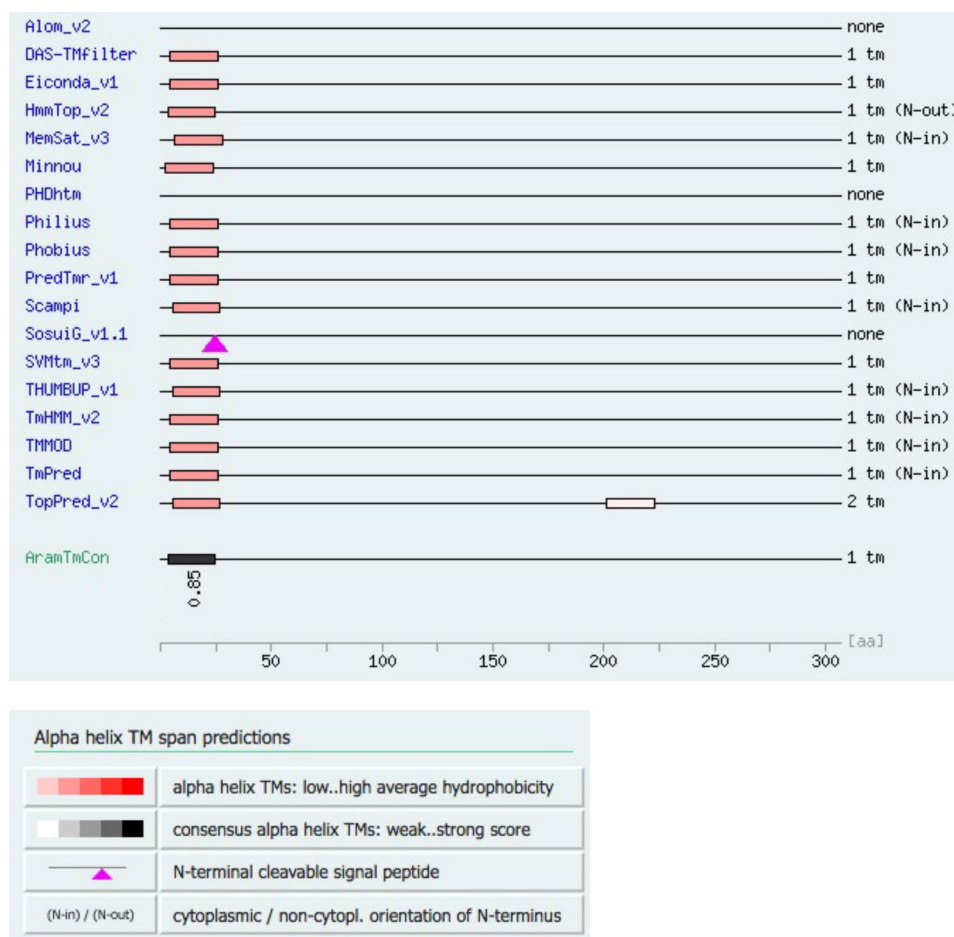 Alom_v2 none
DAS-TMfilter 1 tm
Eiconda_v1 1 tm
HmmTop_v2 1 tm (N-out)
MemSat_v3 1 tm (N-in)
Minnou 1 tm
PHDhtm none
Philius 1 tm (N-in)
Phobius 1 tm (N-in)
PredTmr_v1 1 tm
Scampi 1 tm (N-in)
SosuiG_v1.1 none
SVMtm_v3 1 tm
THUMBUP_v1 1 tm (N-in)
TmHMM_v2 1 tm (N-in)
TMMOD 1 tm (N-in)
TmPred 1 tm (N-in)
TopPred_v2 2 tm
AramTmCon 1 tm
0.85
[aa]
50 100 150 200 250 300
Alpha helix TM span predictions
alpha helix TMs: low..high average hydrophobicity
consensus alpha helix TMs: weak..strong score
N-terminal cleavable signal peptide
(N-in) / (N-out) cytoplasmic / non-cytopl. orientation of N-terminus